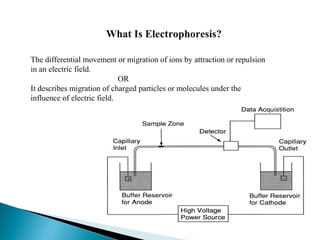 What Is Electrophoresis?
The differential movement or migration of ions by attraction or repulsion
in an electric field.
OR
It describes migration of charged particles or molecules under the
influence of electric field.
Data Acquistition
Sample Zone
Detector
Capillary
Inlet
Capillary
Outlet
+
−
Buffer Reservoir
for Anode
Buffer Reservoir
for Cathode
High Voltage
Power Source